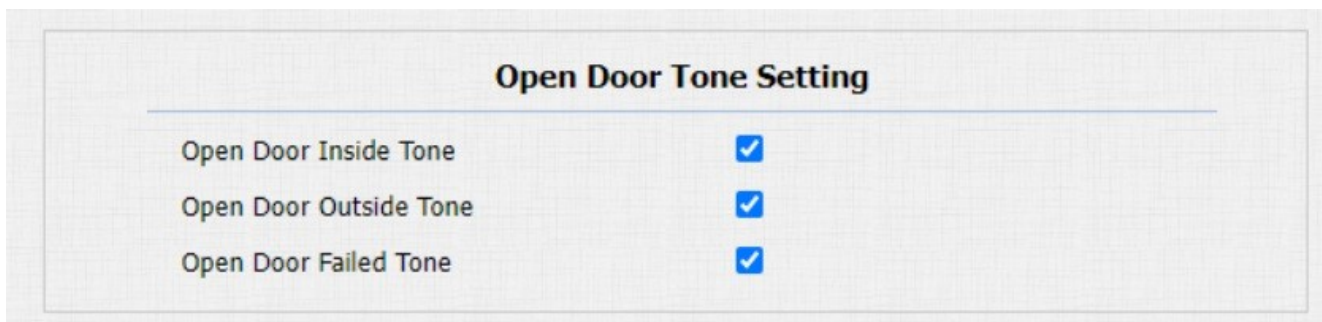 Open Door Tone Setting
Open Door Inside Tone
Open Door Outside Tone
Open Door Failed Tone